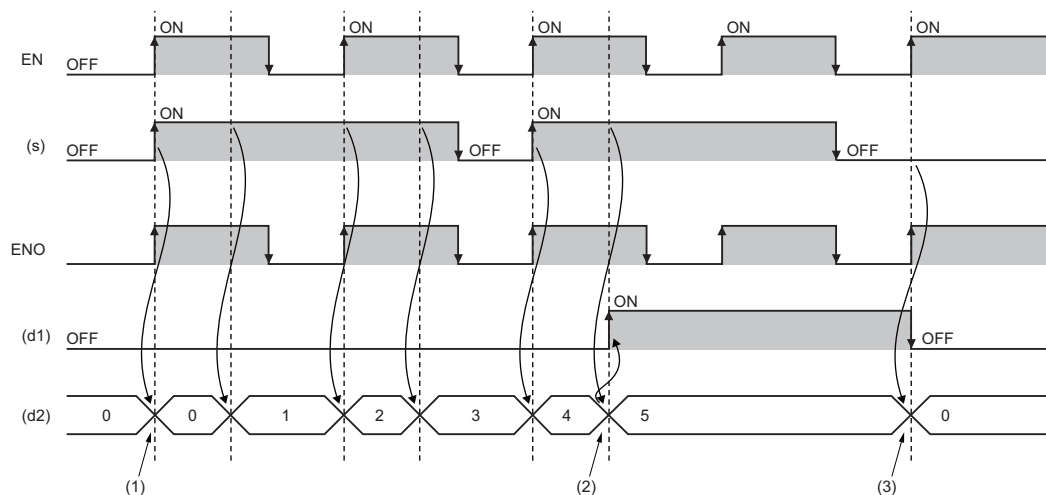 ON ON ON ON ON
EN OFF
ON ON
(s) OFF OFF OFF
ENO
ON
(d1) OFF OFF
(d2) 0 0 1 2 3 4 5 0
(1) (2) (3)